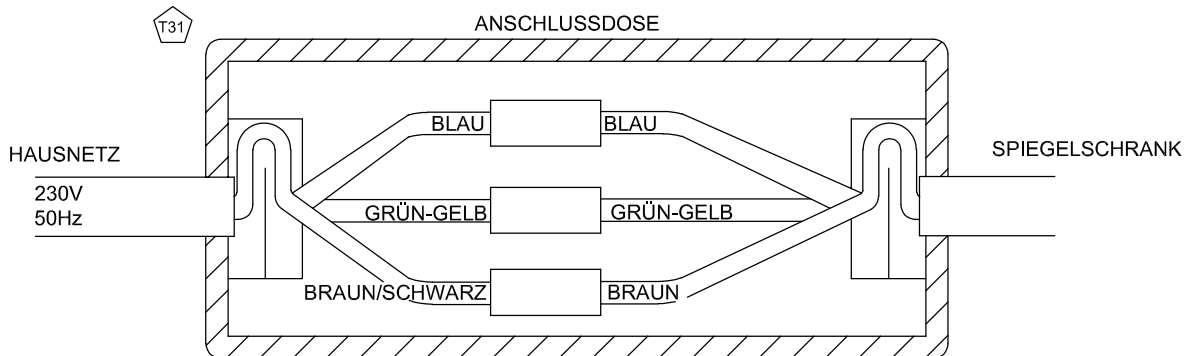 T31
ANSCHLUSSDOSE
BLAU
BLAU
HAUSNETZ
SPIEGELSCHRANK
230V
50Hz
GRÜN-GELB
GRÜN-GELB
BRAUN/SCHWARZ
BRAUN